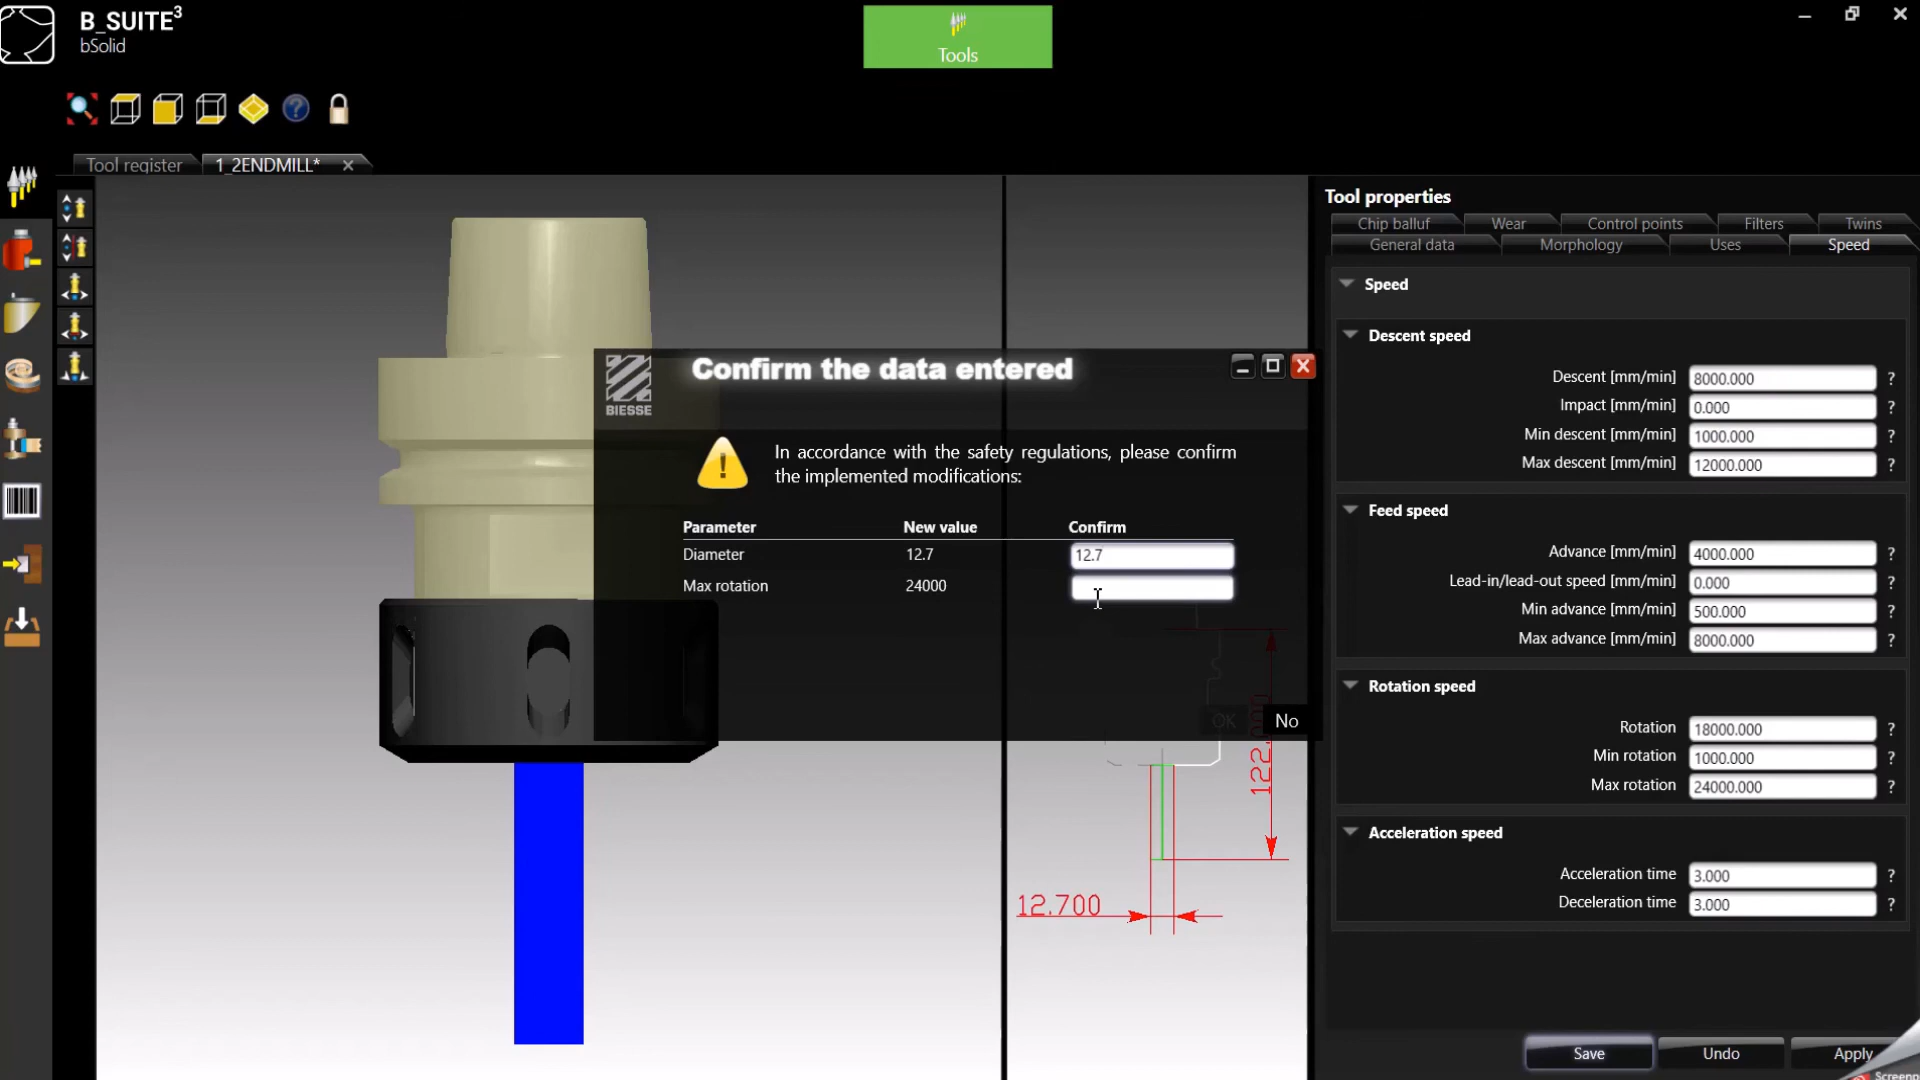 B_SUITE³
bSolid
Tools
Tool register
1_2ENDMILL*
Tool properties
Chip balluf
Wear
Control points
Filters
Twins
General data
Morphology
Uses
Speed
Speed
Descent speed
Descent [mm/min] 8000.000 ?
Impact [mm/min] 0.000 ?
Min descent [mm/min] 1000.000 ?
Max descent [mm/min] 12000.000 ?
Feed speed
Advance [mm/min] 4000.000 ?
Lead-in/lead-out speed [mm/min] 0.000 ?
Min advance [mm/min] 500.000 ?
Max advance [mm/min] 8000.000 ?
Rotation speed
Rotation 18000.000 ?
Min rotation 1000.000 ?
Max rotation 24000.000 ?
Acceleration speed
Acceleration time 3.000 ?
Deceleration time 3.000 ?
Save
Undo
Apply
BIESSE
Confirm the data entered
In accordance with the safety regulations, please confirm
the implemented modifications:
Parameter New value Confirm
Diameter 12.7 12.7
Max rotation 24000
OK
No
12.700